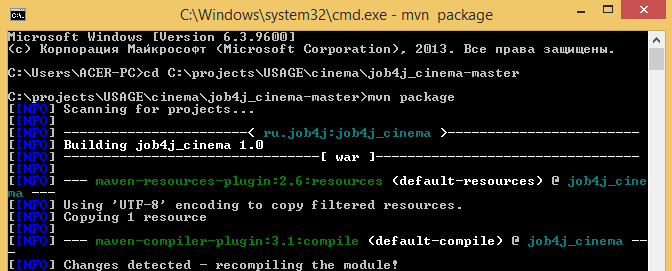 C:\Windows\system32\cmd.exe - mvn package
Microsoft Windows [Version 6.3.9600]
(c) Корпорация Майкрософт (Microsoft Corporation), 2013. Все права защищены.
C:\Users\ACER-PC>cd C:\projects\USAGE\cinema\job4j_cinema-master
C:\projects\USAGE\cinema\job4j_cinema-master>mvn package
[INFO] Scanning for projects...
[INFO]
[INFO] ------------------------< ru.job4j:job4j_cinema >-------------------------
[INFO] Building job4j_cinema 1.0
[INFO] --------------------------------[ war ]---------------------------------
[INFO]
[INFO] --- maven-resources-plugin:2.6:resources (default-resources) @ job4j_cine
ma ---
[INFO] Using 'UTF-8' encoding to copy filtered resources.
[INFO] Copying 1 resource
[INFO]
[INFO] --- maven-compiler-plugin:3.1:compile (default-compile) @ job4j_cinema --
-
[INFO] Changes detected - recompiling the module!